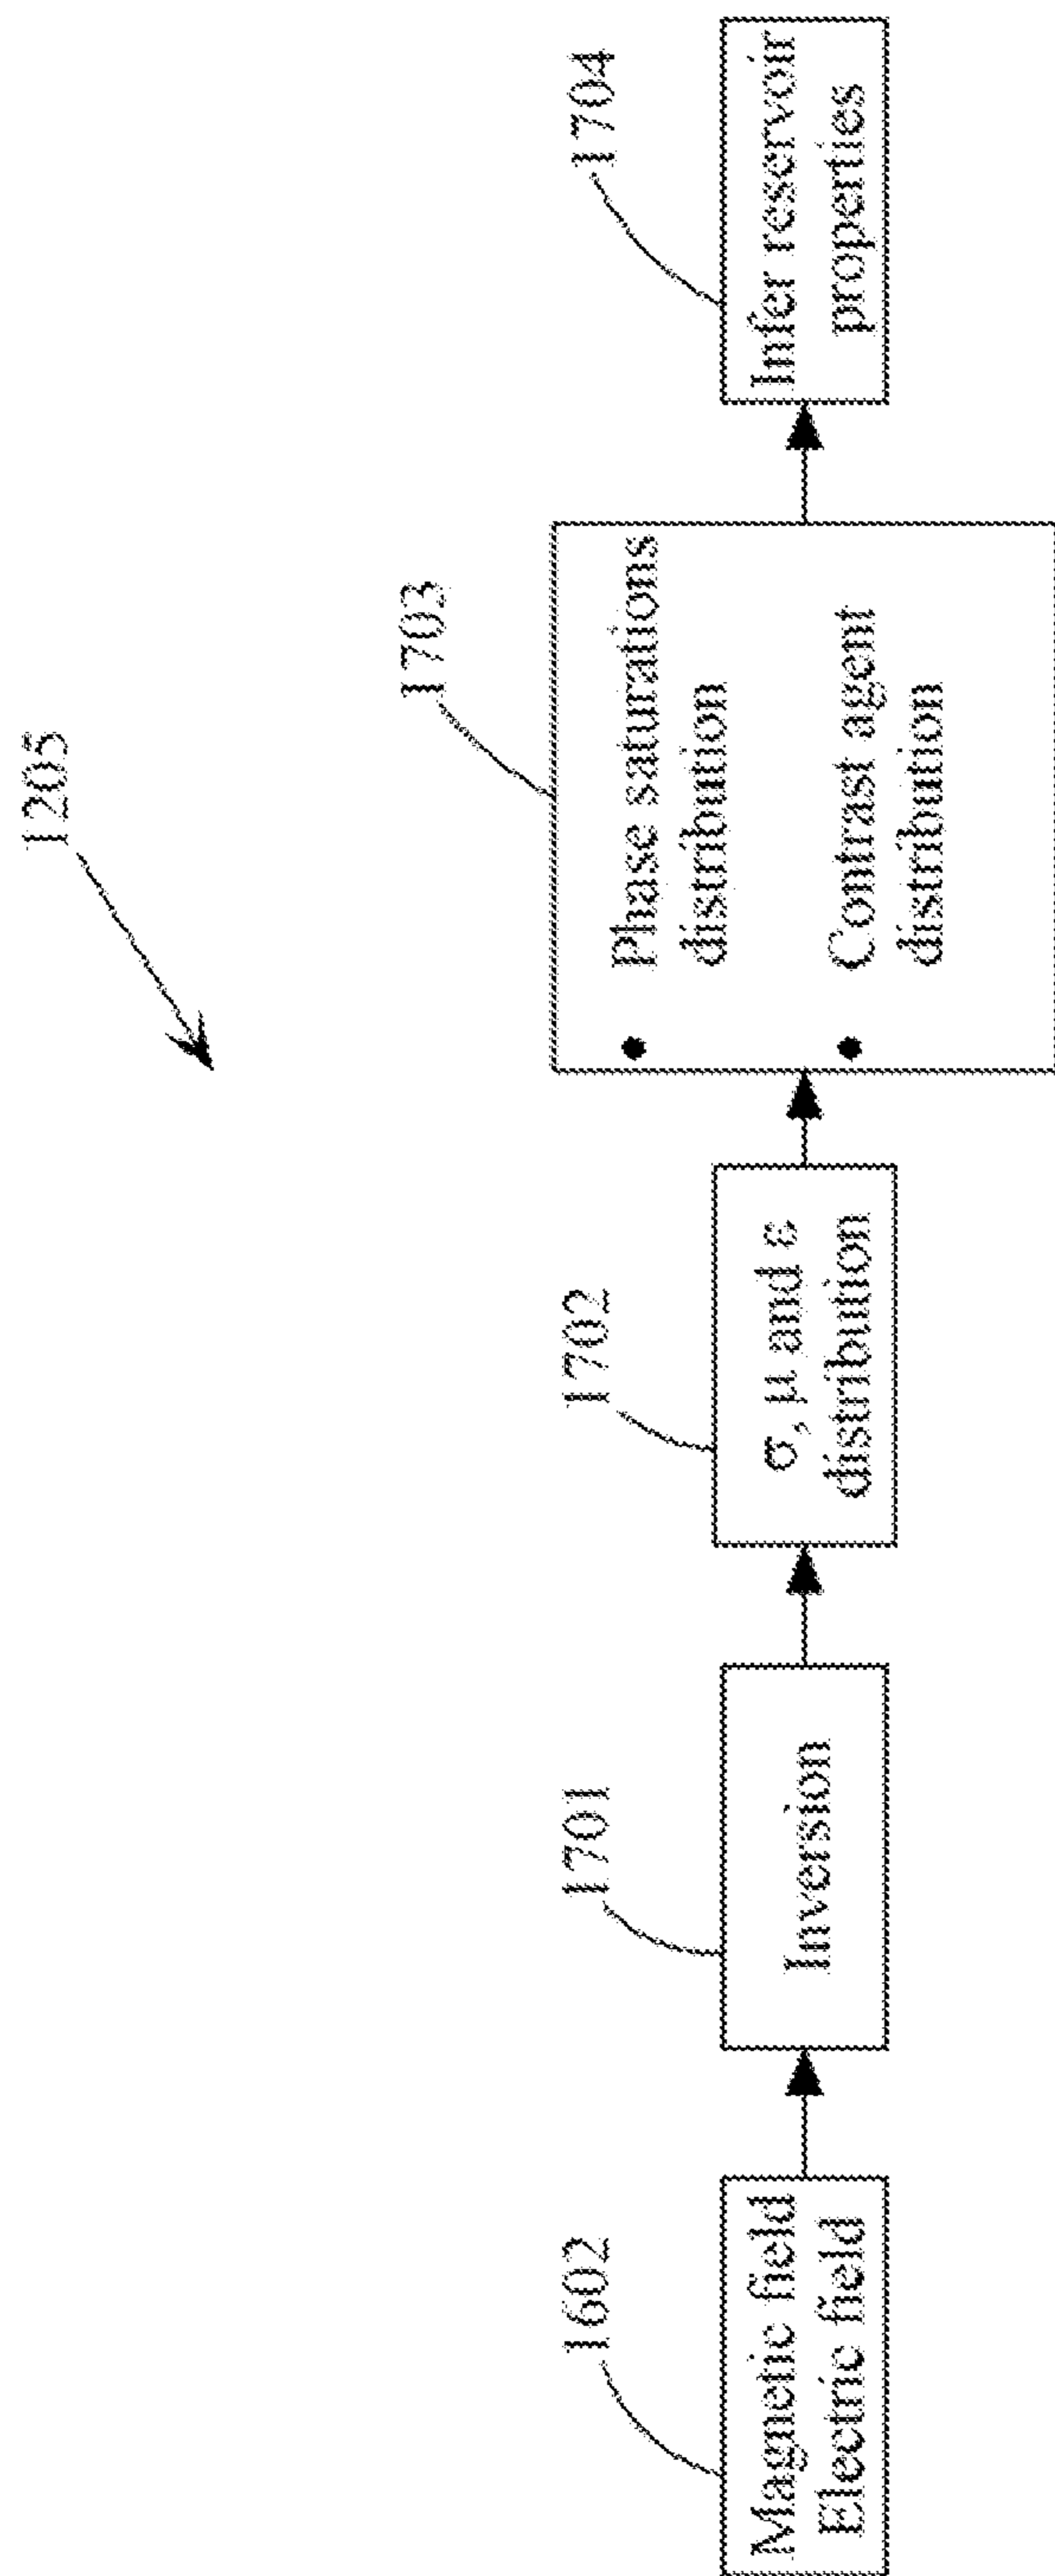 1205
1602
Magnetic field
Electric field
1701
Inversion
1702
σ, μ and ε
distribution
1703
• Phase saturations
distribution
• Contrast agent
distribution
1704
Infer reservoir
properties